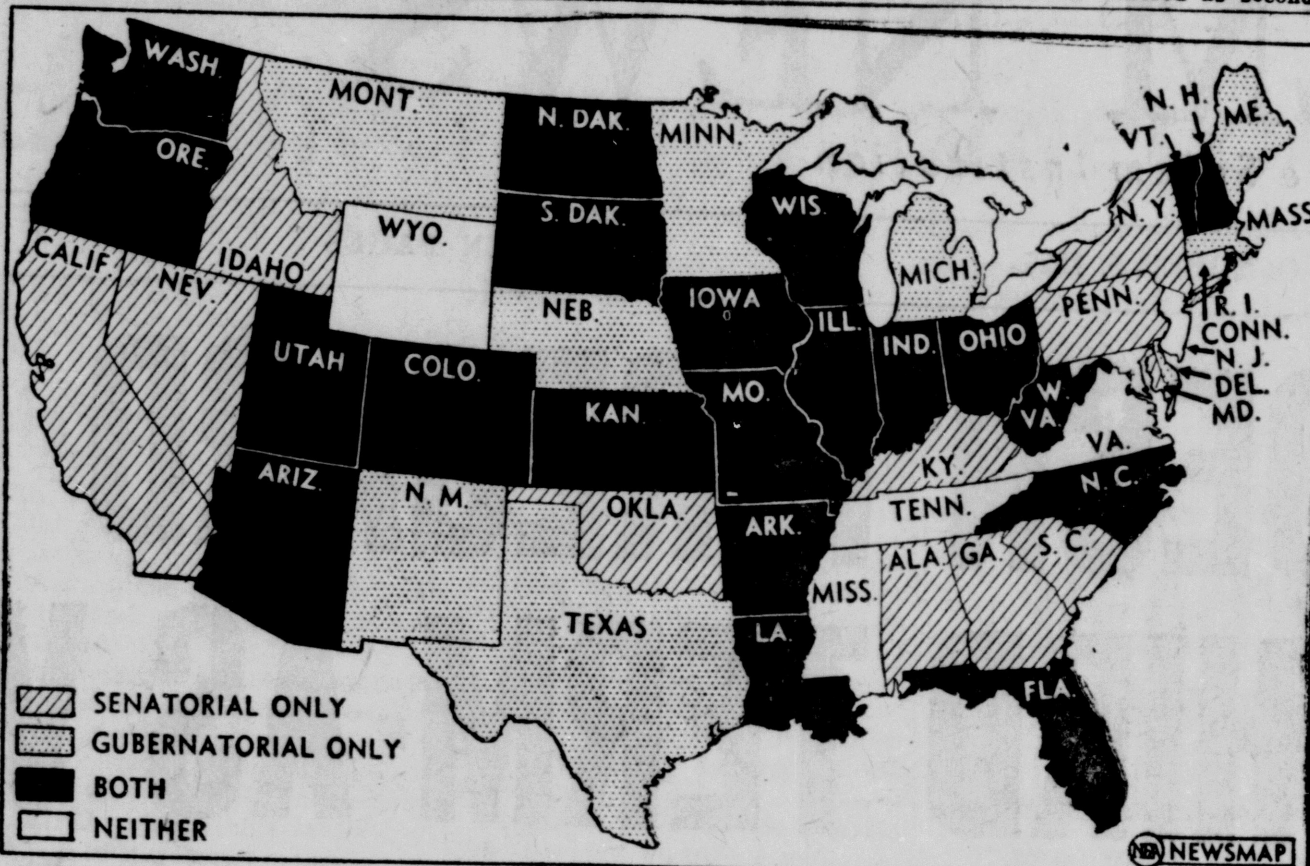 Second
WASH.
MONT.
N. DAK.
MINN.
N. H.
ME.
VT.
ORE.
S. DAK.
WIS.
N. Y.
MASS
WYO.
IDAHO
CALIF
NEV.
MICH.
NEB.
IOWA
PENN.
R. I.
CONN.
N. J.
DEL.
MD.
ILL.
IND.
OHIO
UTAH
COLO.
MO.
W.
VA.
KAN.
VA.
KY.
N. C.
ARIZ.
N. M.
OKLA.
TENN.
ARK.
ALA.
GA.
S. C.
MISS.
TEXAS
LA.
FLA.
SENATORIAL ONLY
GUBERNATORIAL ONLY
BOTH
NEITHER
NEA NEWSMAP